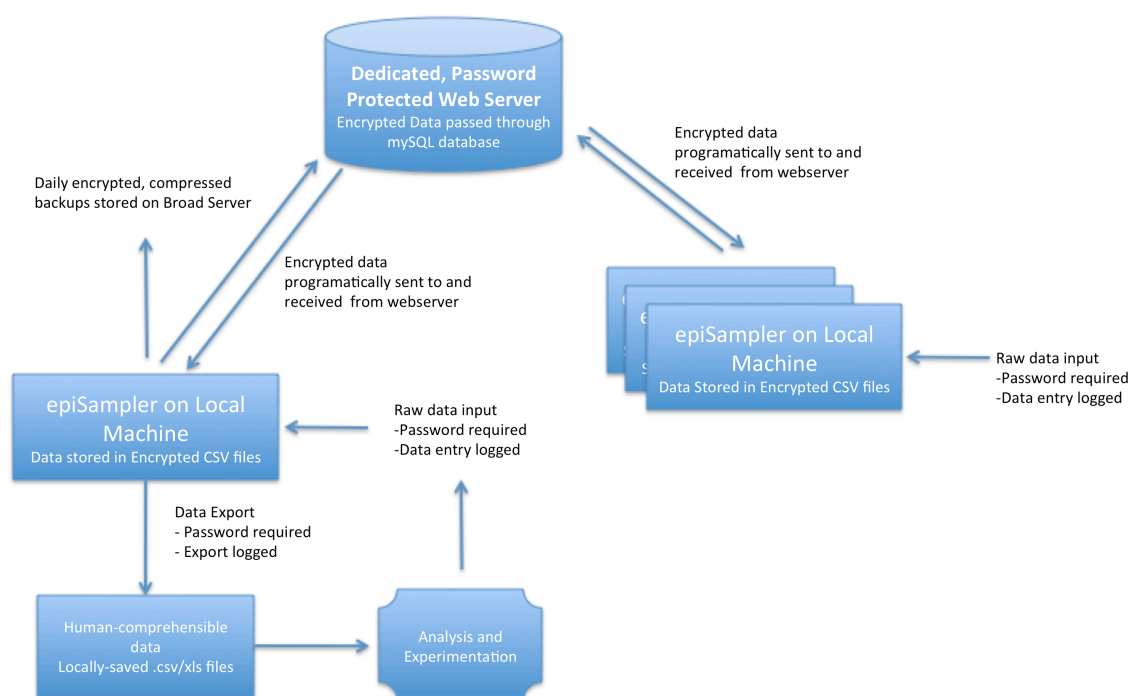 Dedicated, Password
Protected Web Server
Encrypted Data passed through
mySQL database
Encrypted data
programatically sent to and
received from webserver
Daily encrypted, compressed
backups stored on Broad Server
Encrypted data
programatically sent to and
received from webserver
e
s
e
s
epiSampler on Local
Machine
Data Stored in Encrypted CSV files
Raw data input
-Password required
-Data entry logged
epiSampler on Local
Machine
Data stored in Encrypted CSV files
Raw data input
-Password required
-Data entry logged
Data Export
- Password required
- Export logged
Human-comprehensible
data
Locally-saved .csv/xls files
Analysis and
Experimentation